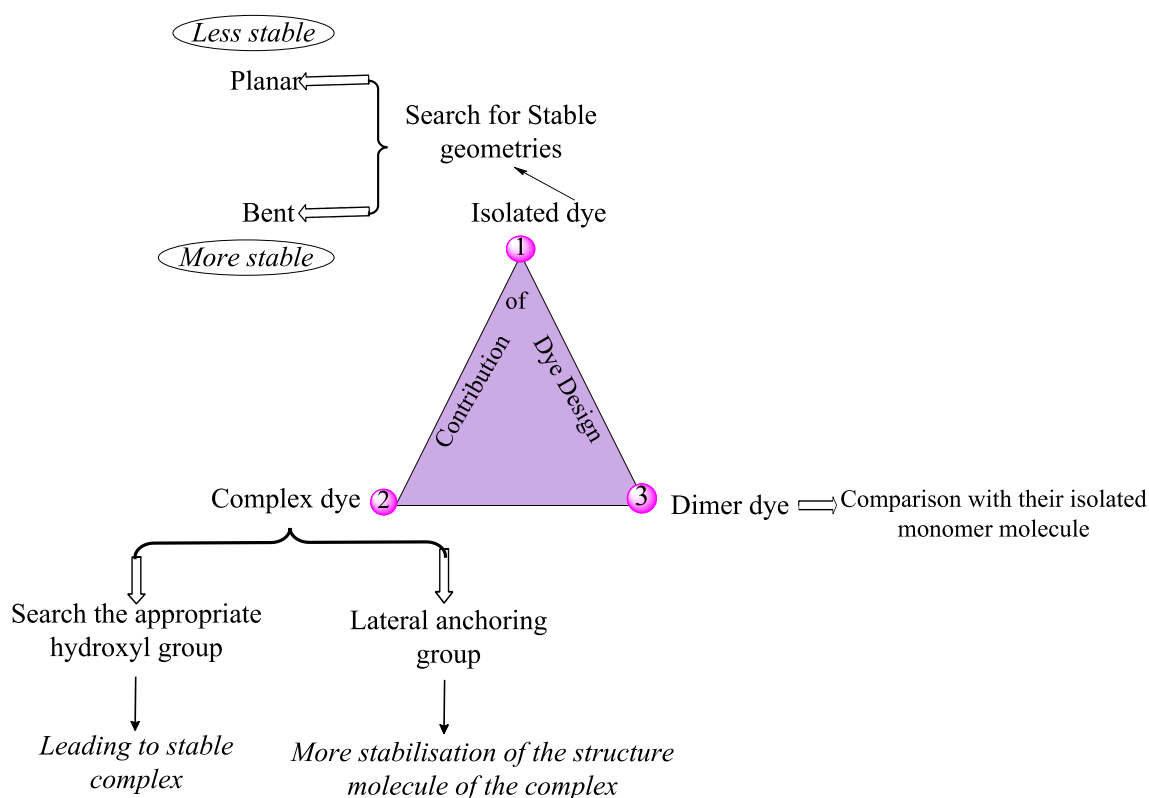 Less stable
Planar
Search for Stable
geometries
Bent
Isolated dye
More stable
1
of
Contribution
Dye Design
Complex dye
2
3
Dimer dye
Comparison with their isolated
monomer molecule
Search the appropriate
hydroxyl group
Lateral anchoring
group
Leading to stable
complex
More stabilisation of the structure
molecule of the complex